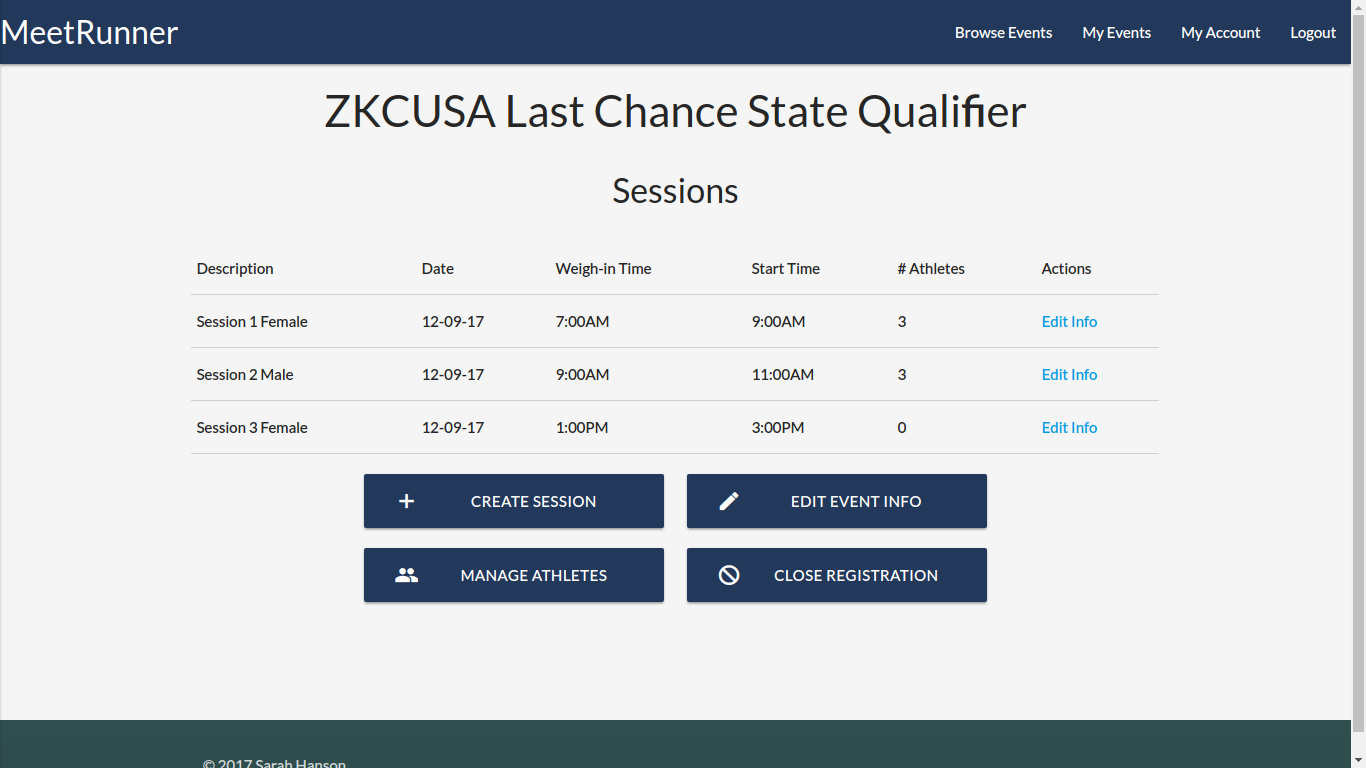 MeetRunner
Browse Events My Events My Account Logout
ZKCUSA Last Chance State Qualifier
Sessions
Description Date Weigh-in Time Start Time # Athletes Actions
Session 1 Female 12-09-17 7:00AM 9:00AM 3 Edit Info
Session 2 Male 12-09-17 9:00AM 11:00AM 3 Edit Info
Session 3 Female 12-09-17 1:00PM 3:00PM 0 Edit Info
CREATE SESSION EDIT EVENT INFO
MANAGE ATHLETES CLOSE REGISTRATION
© 2017 Sarah Hanson